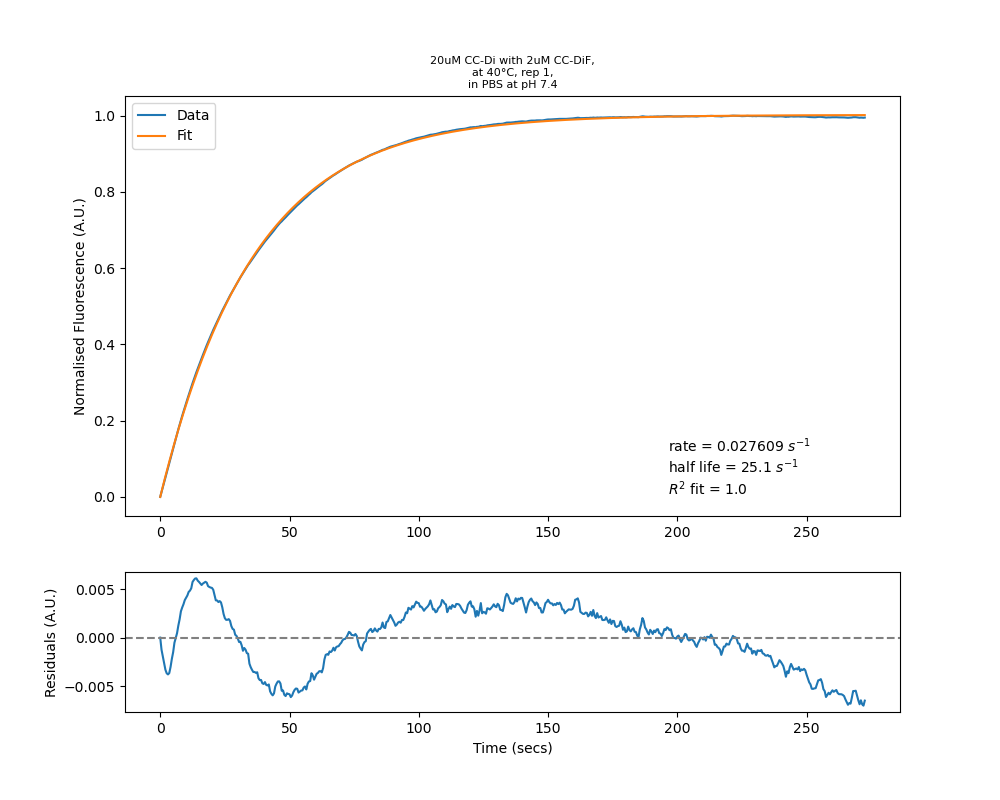 20uM CC-Di with 2uM CC-DiF,
at 40°C, rep 1,
in PBS at pH 7.4
Data
Fit
Normalised Fluorescence (A.U.)
1.0
0.8
0.6
0.4
0.2
0.0
rate = 0.027609 s⁻¹
half life = 25.1 s⁻¹
R² fit = 1.0
0 50 100 150 200 250
Residuals (A.U.)
0.005
0.000
−0.005
0 50 100 150 200 250
Time (secs)